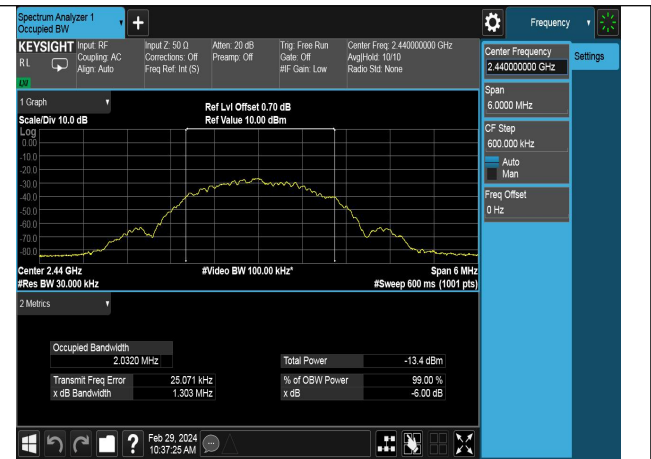 Spectrum Analyzer 1
Occupied BW
Frequency
KEYSIGHT
RL
LXI
Input: RF
Coupling: AC
Align: Auto
Input Z: 50 Ω
Corrections: Off
Freq Ref: Int (S)
Atten: 20 dB
Preamp: Off
Trig: Free Run
Gate: Off
#IF Gain: Low
Center Freq: 2.440000000 GHz
Avg|Hold: 10/10
Radio Std: None
Center Frequency
2.440000000 GHz
Settings
Span
6.0000 MHz
CF Step
600.000 kHz
Auto
Man
Freq Offset
0 Hz
1 Graph
Scale/Div 10.0 dB
Ref Lvl Offset 0.70 dB
Ref Value 10.00 dBm
Log
0.00
-10.0
-20.0
-30.0
-40.0
-50.0
-60.0
-70.0
-80.0
Center 2.44 GHz
#Res BW 30.000 kHz
#Video BW 100.00 kHz*
Span 6 MHz
#Sweep 600 ms (1001 pts)
2 Metrics
Occupied Bandwidth
2.0320 MHz
Total Power -13.4 dBm
Transmit Freq Error 25.071 kHz
% of OBW Power 99.00 %
x dB Bandwidth 1.303 MHz
x dB -6.00 dB
?
Feb 29, 2024
10:37:25 AM